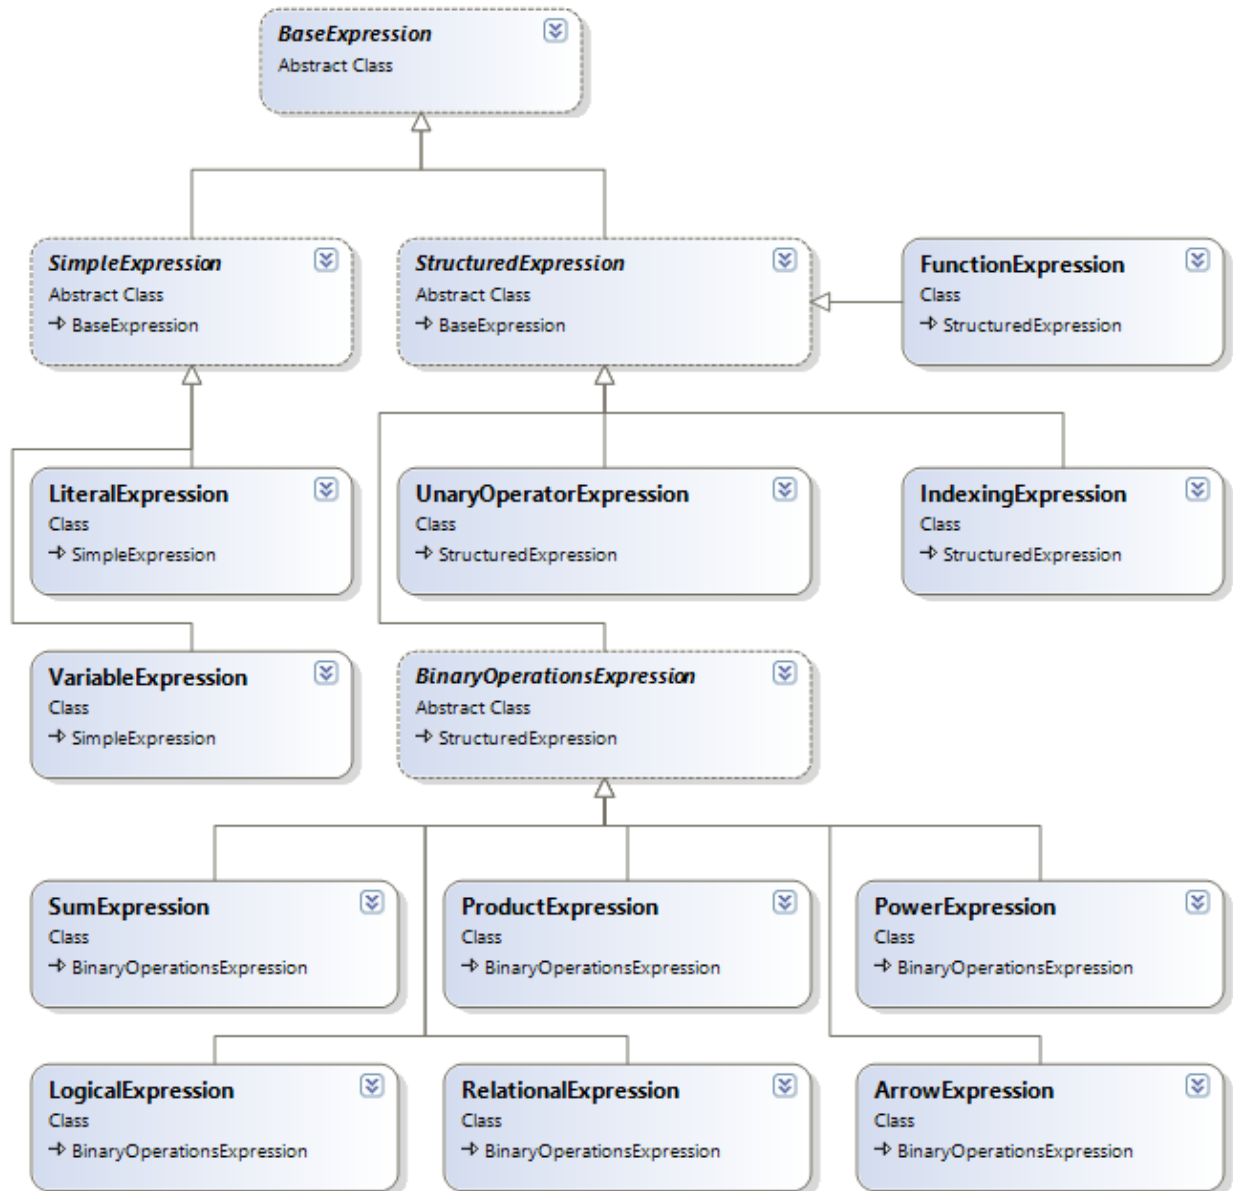 BaseExpression
Abstract Class
SimpleExpression
Abstract Class
BaseExpression
StructuredExpression
Abstract Class
BaseExpression
FunctionExpression
Class
StructuredExpression
LiteralExpression
Class
SimpleExpression
UnaryOperatorExpression
Class
StructuredExpression
IndexingExpression
Class
StructuredExpression
VariableExpression
Class
SimpleExpression
BinaryOperationsExpression
Abstract Class
StructuredExpression
SumExpression
Class
BinaryOperationsExpression
ProductExpression
Class
BinaryOperationsExpression
PowerExpression
Class
BinaryOperationsExpression
LogicalExpression
Class
BinaryOperationsExpression
RelationalExpression
Class
BinaryOperationsExpression
ArrowExpression
Class
BinaryOperationsExpression